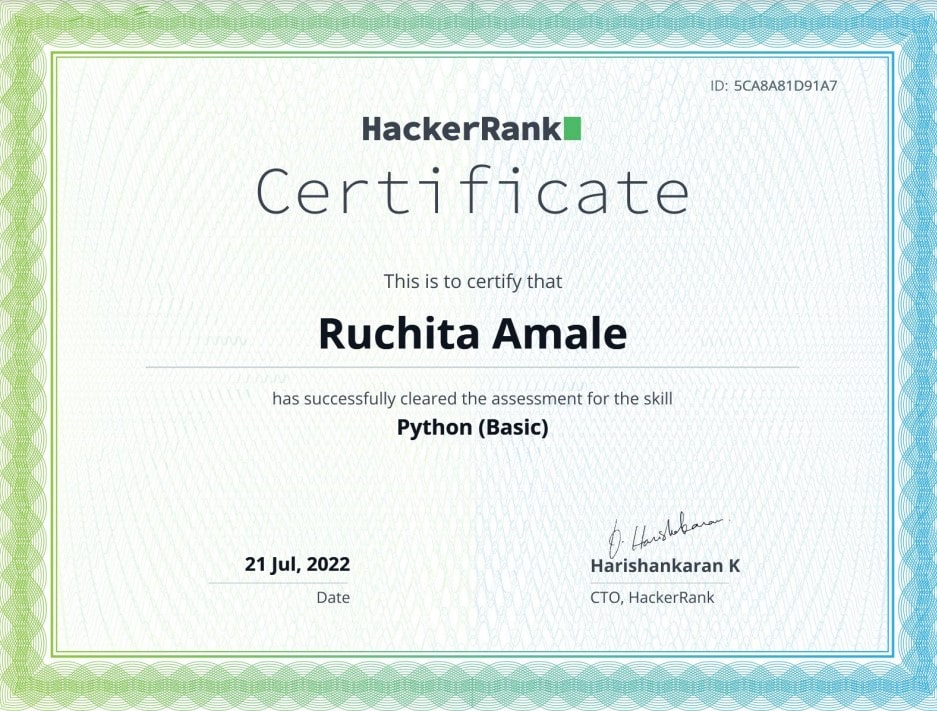 ID: 5CA8A81D91A7
HackerRank
Certificate
This is to certify that
Ruchita Amale
has successfully cleared the assessment for the skill
Python (Basic)
21 Jul, 2022
Date
Harishankaran K
CTO, HackerRank